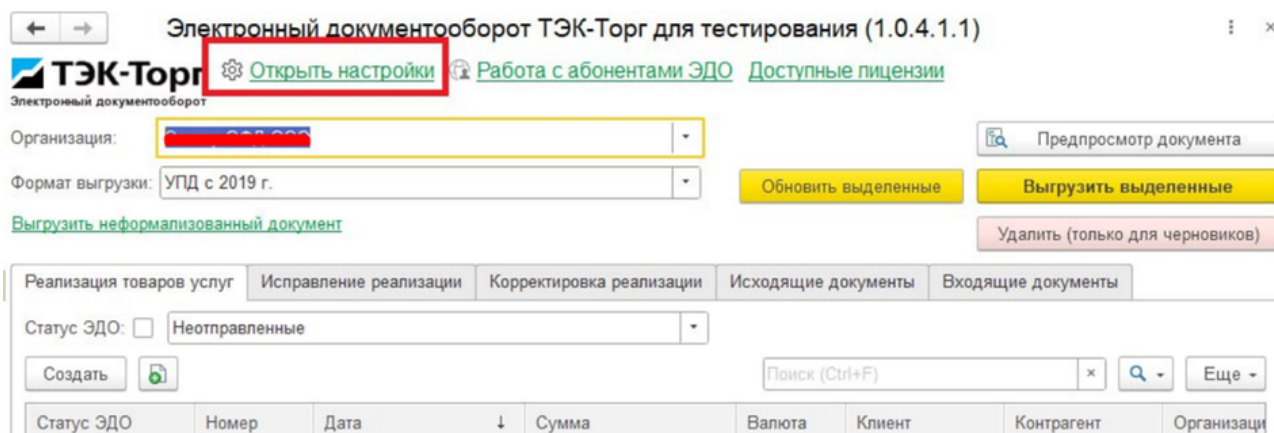 Электронный документооборот ТЭК-Торг для тестирования (1.0.4.1.1)
ТЭК-Торг
Открыть настройки Работа с абонентами ЭДО Доступные лицензии
Электронный документооборот
Организация:
Предпросмотр документа
Формат выгрузки: УПД с 2019 г.
Обновить выделенные Выгрузить выделенные
Выгрузить неформализованный документ
Удалить (только для черновиков)
Реализация товаров услуг Исправление реализации Корректировка реализации Исходящие документы Входящие документы
Статус ЭДО: Неотправленные
Создать Поиск (Ctrl+F) Еще
Статус ЭДО Номер Дата Сумма Валюта Клиент Контрагент Организаци